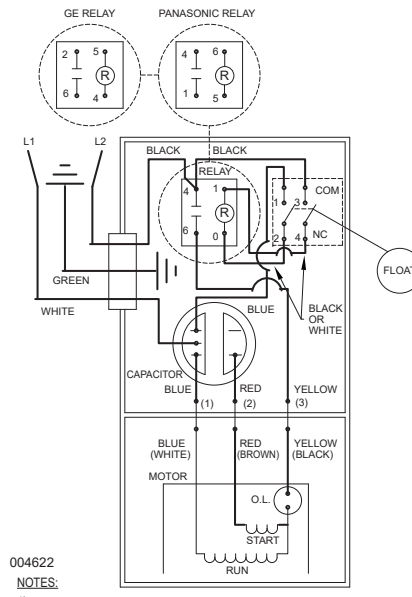 GE RELAY
PANASONIC RELAY
2 5
R
6 4
4 6
R
1 5
L1
L2
BLACK
BLACK
RELAY
4 1
R
6 0
COM
1 3
2 4
NC
FLOAT
GREEN
WHITE
BLUE
BLACK
OR
WHITE
CAPACITOR
BLUE
RED
YELLOW
(1)
(2)
(3)
BLUE
(WHITE)
RED
(BROWN)
YELLOW
(BLACK)
MOTOR
O.L.
START
RUN
004622
NOTES: